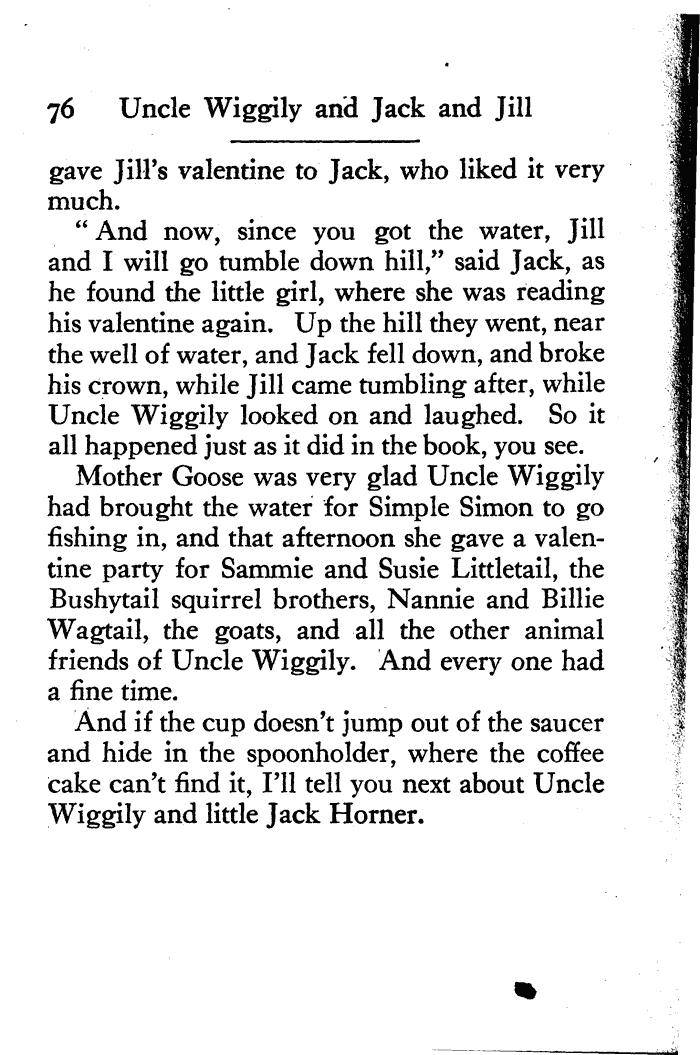 76 Uncle Wiggily and Jack and Jill
gave Jill's valentine to Jack, who liked it very
much.
“ And now, since you got the water, Jill
and I will go tumble down hill,” said Jack, as
he found the little girl, where she was reading
his valentine again. Up the hill they went, near
the well of water, and Jack fell down, and broke
his crown, while Jill came tumbling after, while
Uncle Wiggily looked on and laughed. So it
all happened just as it did in the book, you see.
Mother Goose was very glad Uncle Wiggily
had brought the water for Simple Simon to go
fishing in, and that afternoon she gave a valen-
tine party for Sammie and Susie Littletail, the
Bushytail squirrel brothers, Nannie and Billie
Wagtail, the goats, and all the other animal
friends of Uncle Wiggily. And every one had
a fine time.
And if the cup doesn't jump out of the saucer
and hide in the spoonholder, where the coffee
cake can't find it, I'll tell you next about Uncle
Wiggily and little Jack Horner.